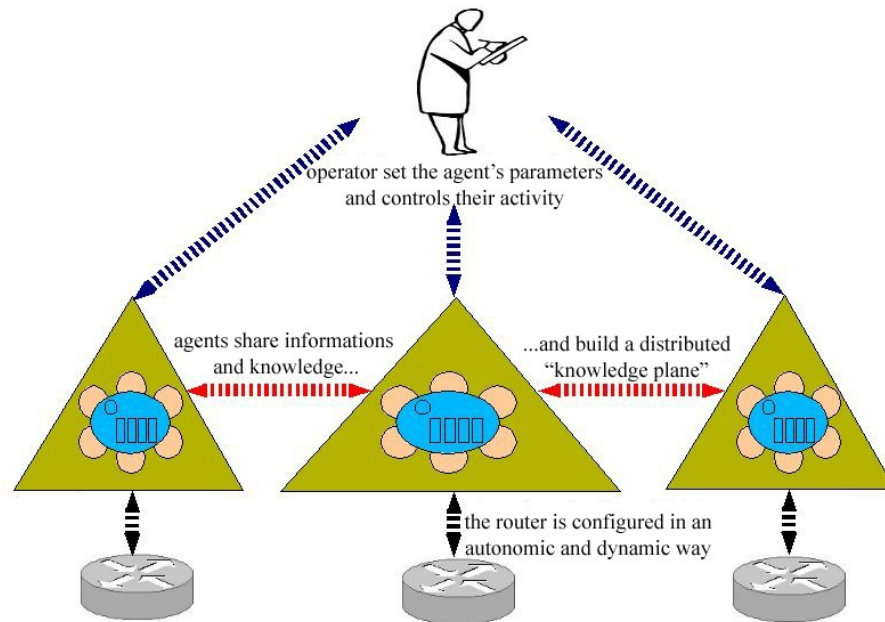 operator set the agent's parameters
and controls their activity
agents share informations
and knowledge...
...and build a distributed
“knowledge plane”
the router is configured in an
autonomic and dynamic way